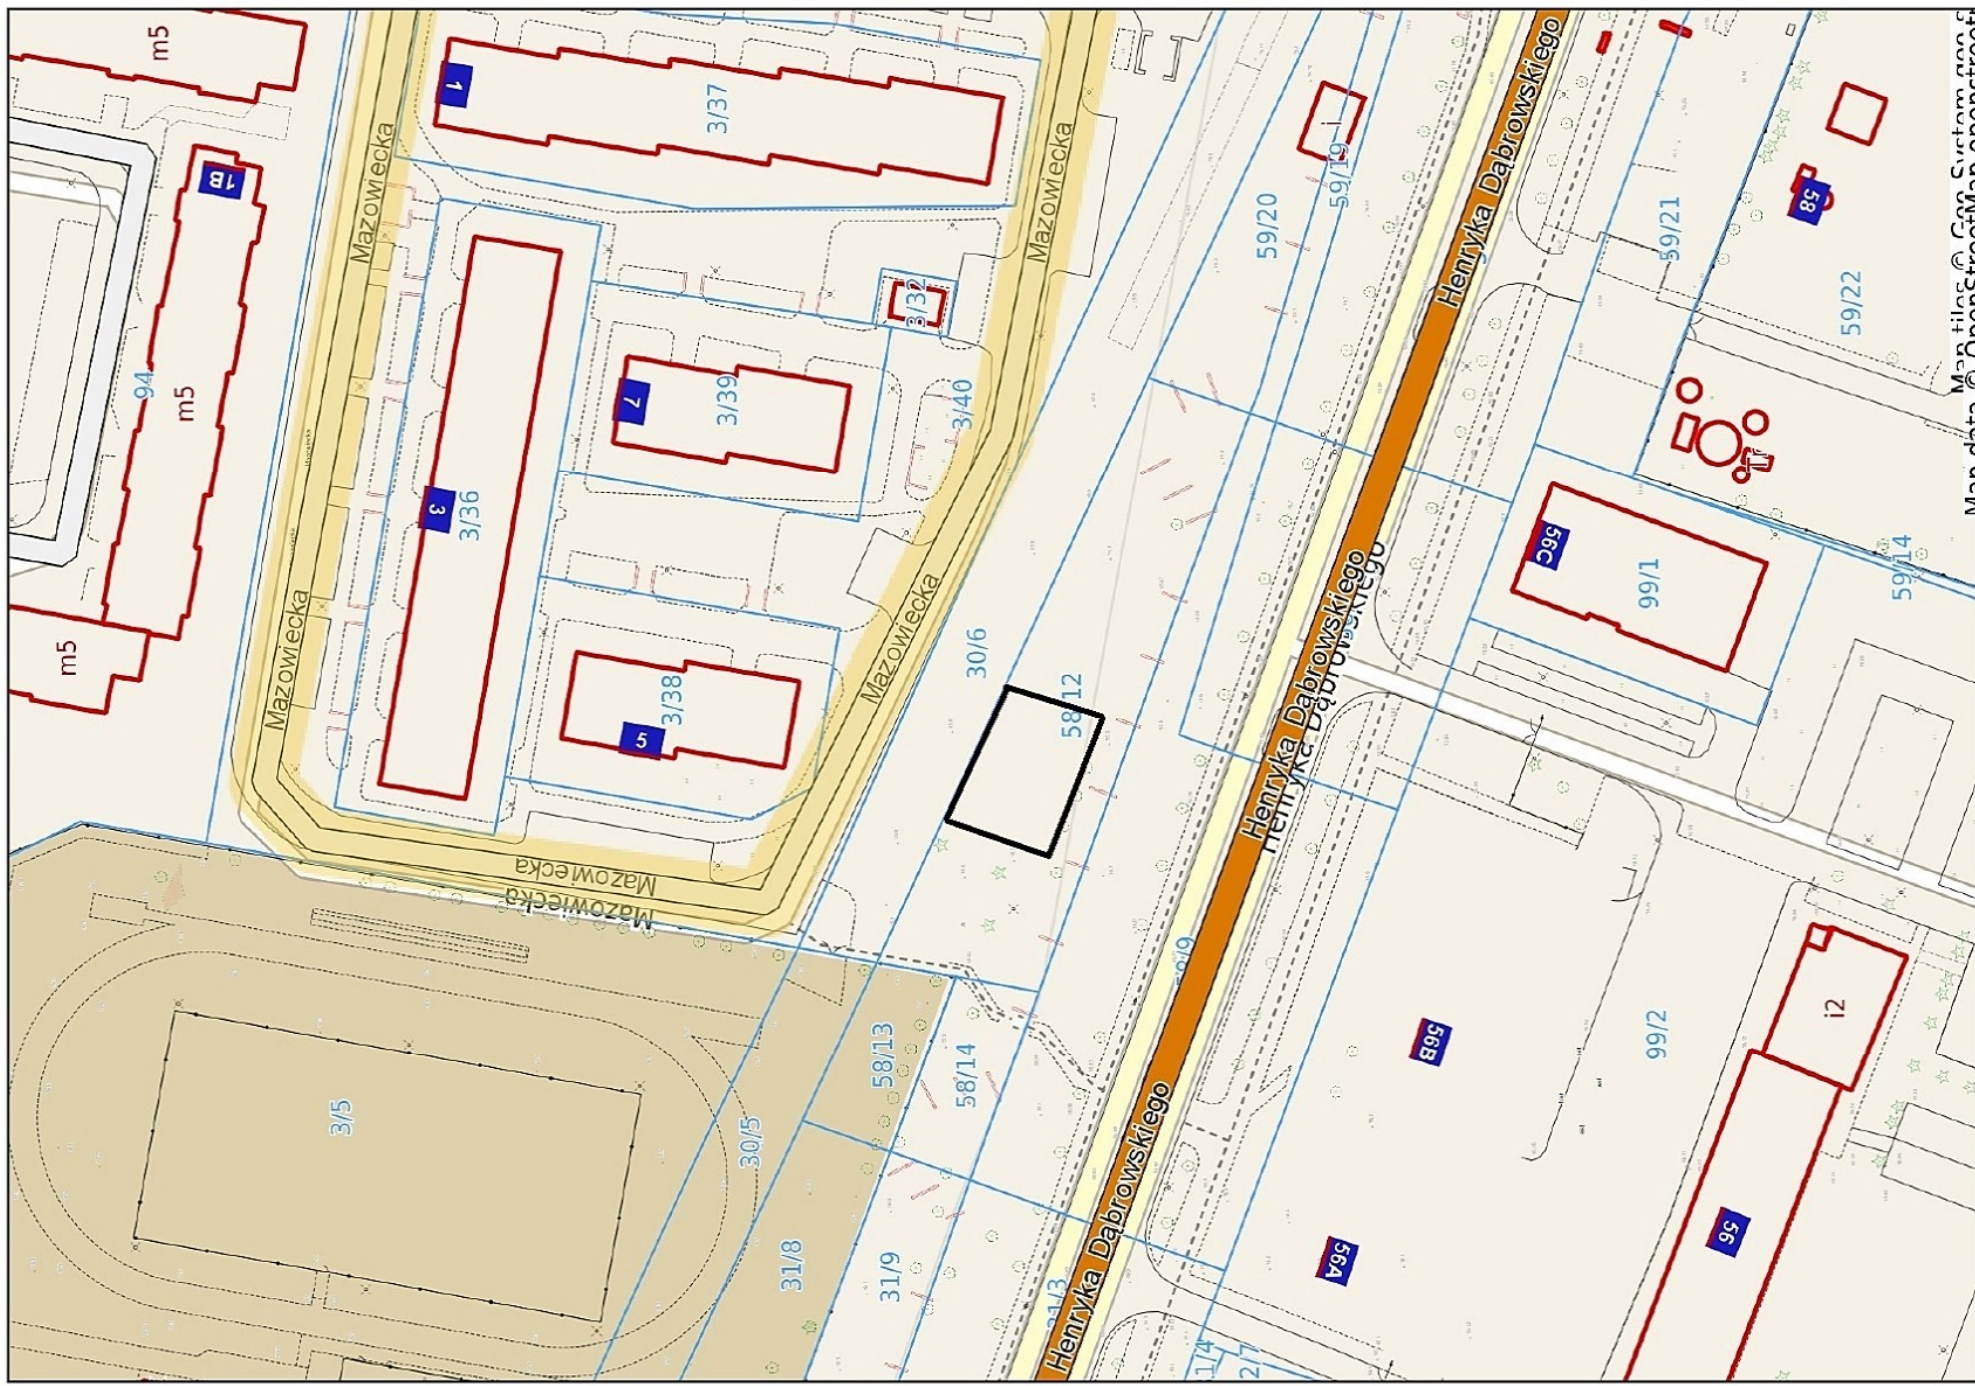 m5
1
3/37
Mazowiecka
Mazowiecka
Henryka Dąbrowskiego
1B
59/19
i
59/20
59/21
58
59/22
3/32
94
m5
7
3/39
3/40
3
3/36
Henryka Dąbrowskiego
56C
99/1
59/14
m5
Mazowiecka
Mazowiecka
30/6
58/12
5
3/38
Henryka Dąbrowskiego
Mazowiecka
Mazowiecka
58/13
58/14
56B
99/2
i2
3/5
30/5
Henryka Dąbrowskiego
31/8
31/9
56A
56
Map tiles © Geo-System
Map data © OpenStreetMap